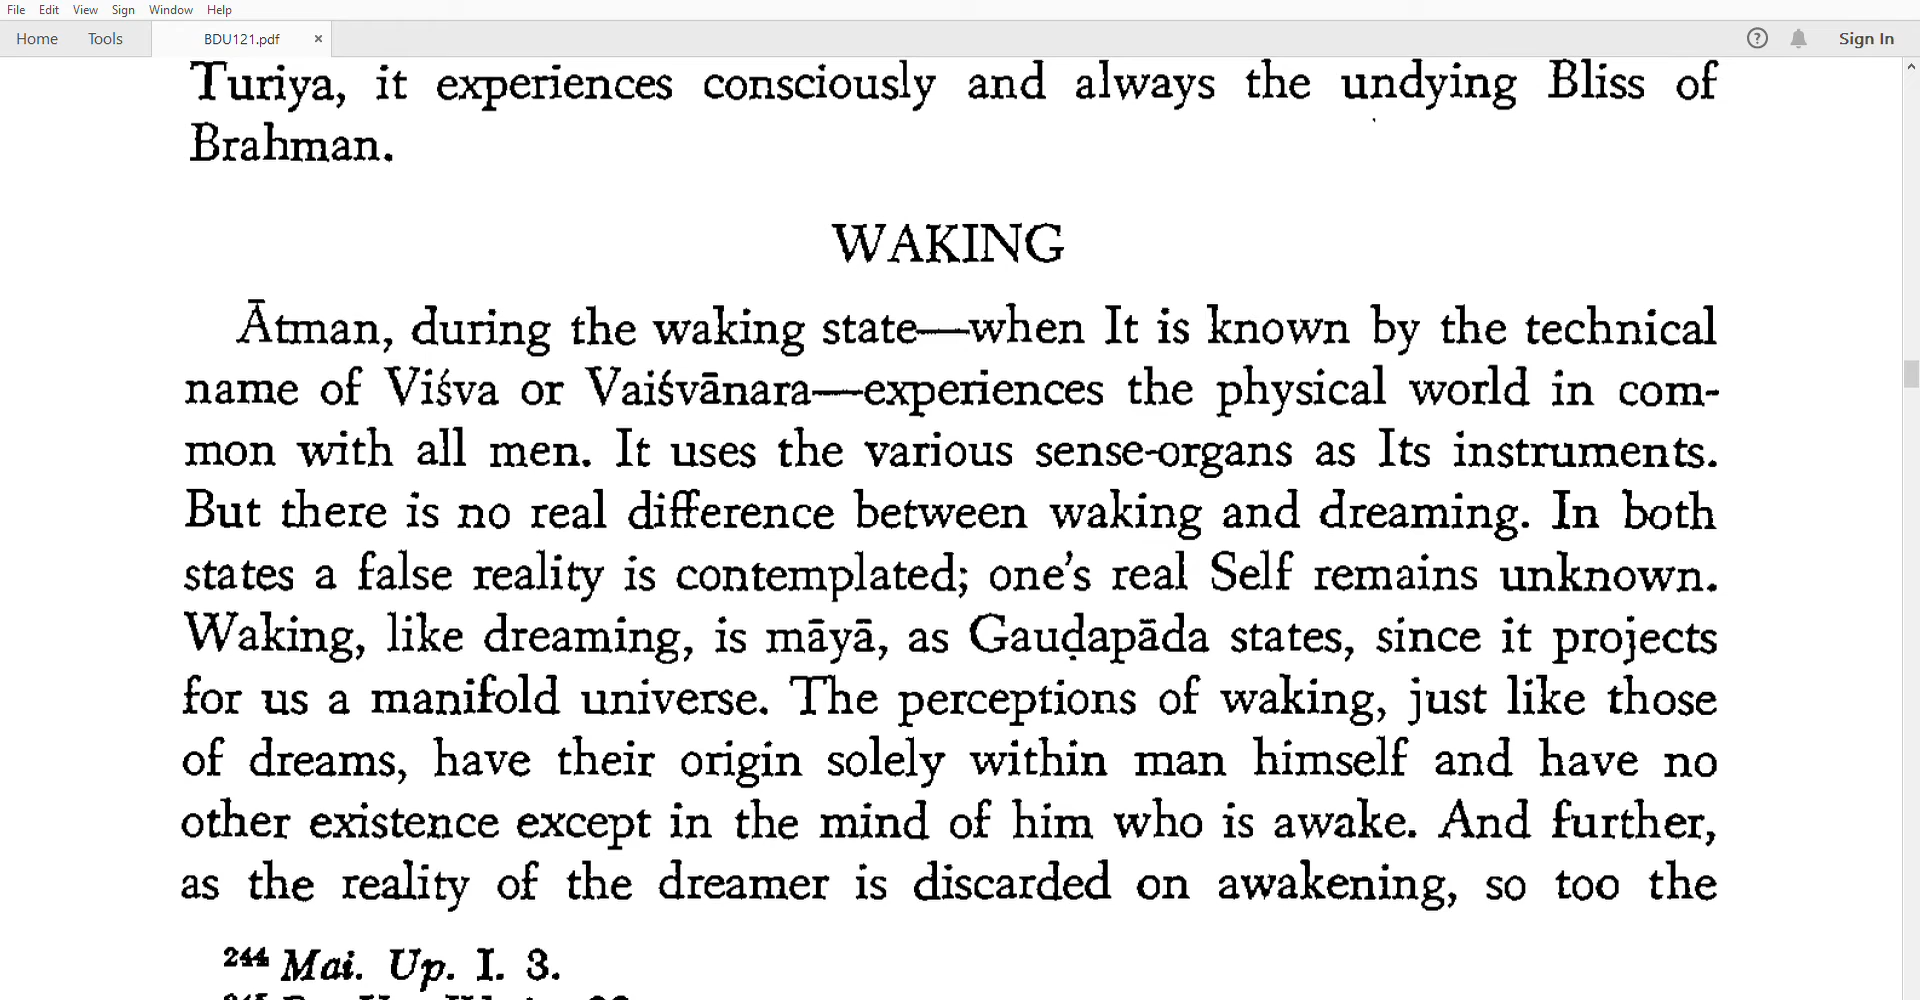 File Edit View Sign Window Help
Home Tools BDU121.pdf × ? Sign In
Turiya, it experiences consciously and always the undying Bliss of
Brahman.
WAKING
Ātman, during the waking state—when It is known by the technical
name of Viśva or Vaiśvānara—experiences the physical world in com-
mon with all men. It uses the various sense-organs as Its instruments.
But there is no real difference between waking and dreaming. In both
states a false reality is contemplated; one's real Self remains unknown.
Waking, like dreaming, is māyā, as Gauḍapāda states, since it projects
for us a manifold universe. The perceptions of waking, just like those
of dreams, have their origin solely within man himself and have no
other existence except in the mind of him who is awake. And further,
as the reality of the dreamer is discarded on awakening, so too the
244 Mai. Up. I. 3.